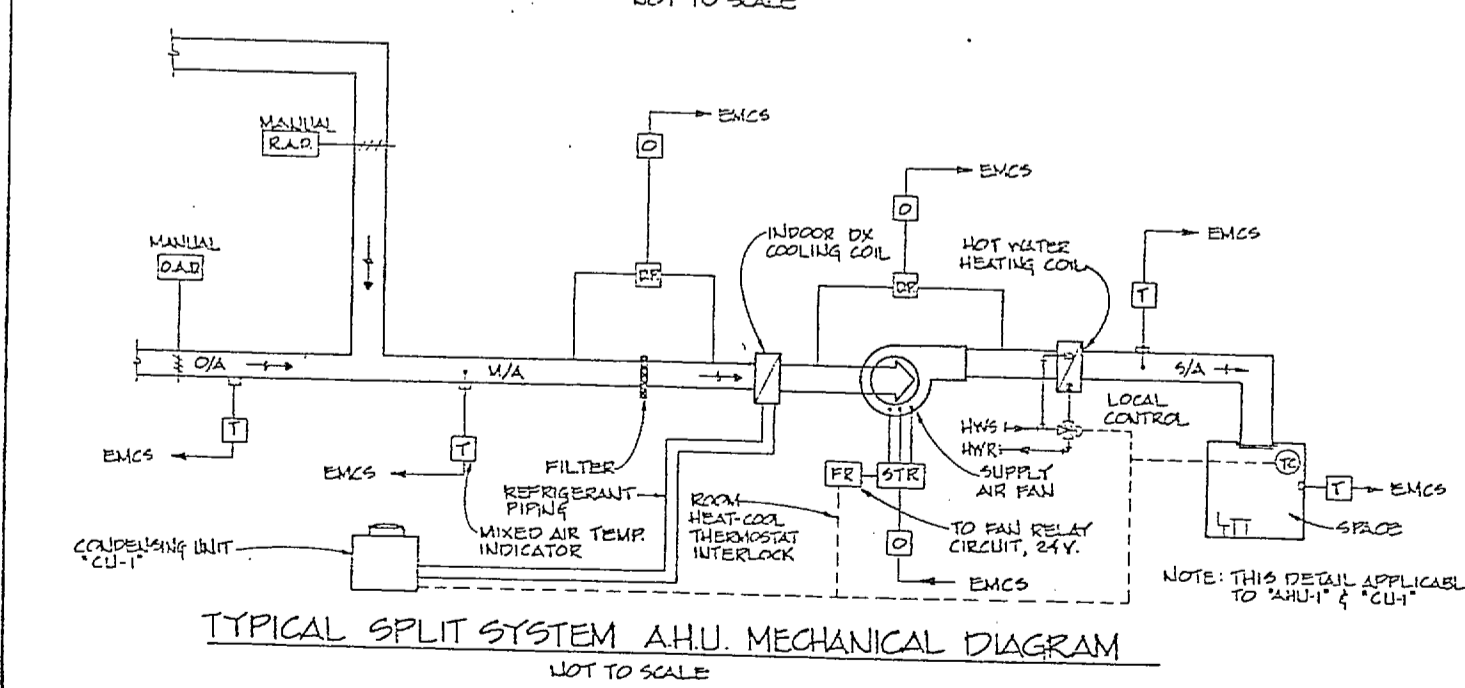 NOT TO SCALE
MANUAL
R.A.D.
MANUAL
O.A.D.
EMCS
O
D.P.
EMCS
O
D.P.
INDOOR DX
COOLING COIL
HOT WATER
HEATING COIL
EMCS
T
O/A
M/A
S/A
LOCAL
CONTROL
T
EMCS
T
EMCS
FILTER
REFRIGERANT
PIPING
MIXED AIR TEMP.
INDICATOR
CONDENSING UNIT
"CU-1"
ROOM
HEAT-COOL
THERMOSTAT
INTERLOCK
FR
STR
O
EMCS
SUPPLY
AIR FAN
TO FAN RELAY
CIRCUIT, 24V.
HWS
HWR
TC
T
EMCS
SPACE
NOTE: THIS DETAIL APPLICABL
TO "AHU-1" & "CU-1"
TYPICAL SPLIT SYSTEM A.H.U. MECHANICAL DIAGRAM
NOT TO SCALE